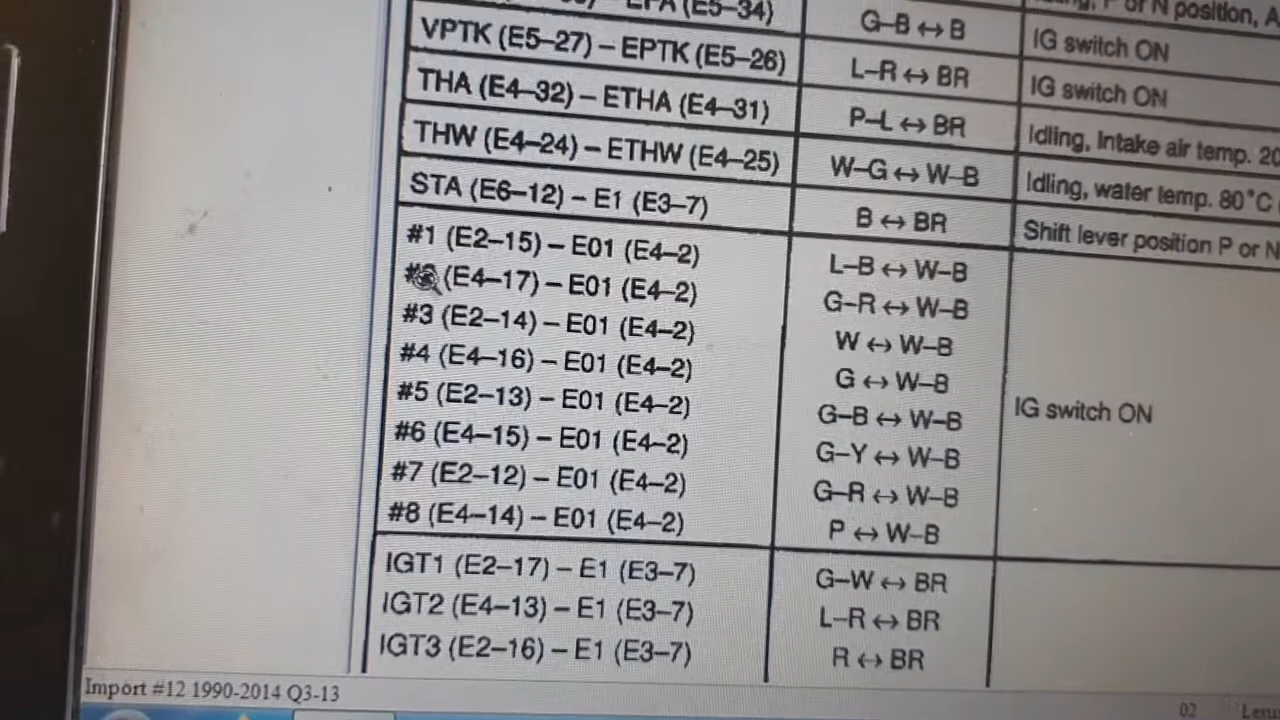 EFA (E5–34)
G–B ↔ B
or N position, A
VPTK (E5–27) – EPTK (E5–26)
L–R ↔ BR
IG switch ON
THA (E4–32) – ETHA (E4–31)
P–L ↔ BR
IG switch ON
THW (E4–24) – ETHW (E4–25)
W–G ↔ W–B
Idling, Intake air temp. 20
STA (E6–12) – E1 (E3–7)
B ↔ BR
Idling, water temp. 80°C
Shift lever position P or N
#1 (E2–15) – E01 (E4–2)
L–B ↔ W–B
(E4–17) – E01 (E4–2)
G–R ↔ W–B
#3 (E2–14) – E01 (E4–2)
W ↔ W–B
#4 (E4–16) – E01 (E4–2)
G ↔ W–B
#5 (E2–13) – E01 (E4–2)
G–B ↔ W–B
IG switch ON
#6 (E4–15) – E01 (E4–2)
G–Y ↔ W–B
#7 (E2–12) – E01 (E4–2)
G–R ↔ W–B
#8 (E4–14) – E01 (E4–2)
P ↔ W–B
IGT1 (E2–17) – E1 (E3–7)
G–W ↔ BR
IGT2 (E4–13) – E1 (E3–7)
L–R ↔ BR
IGT3 (E2–16) – E1 (E3–7)
R ↔ BR
Import #12 1990-2014 Q3-13
02